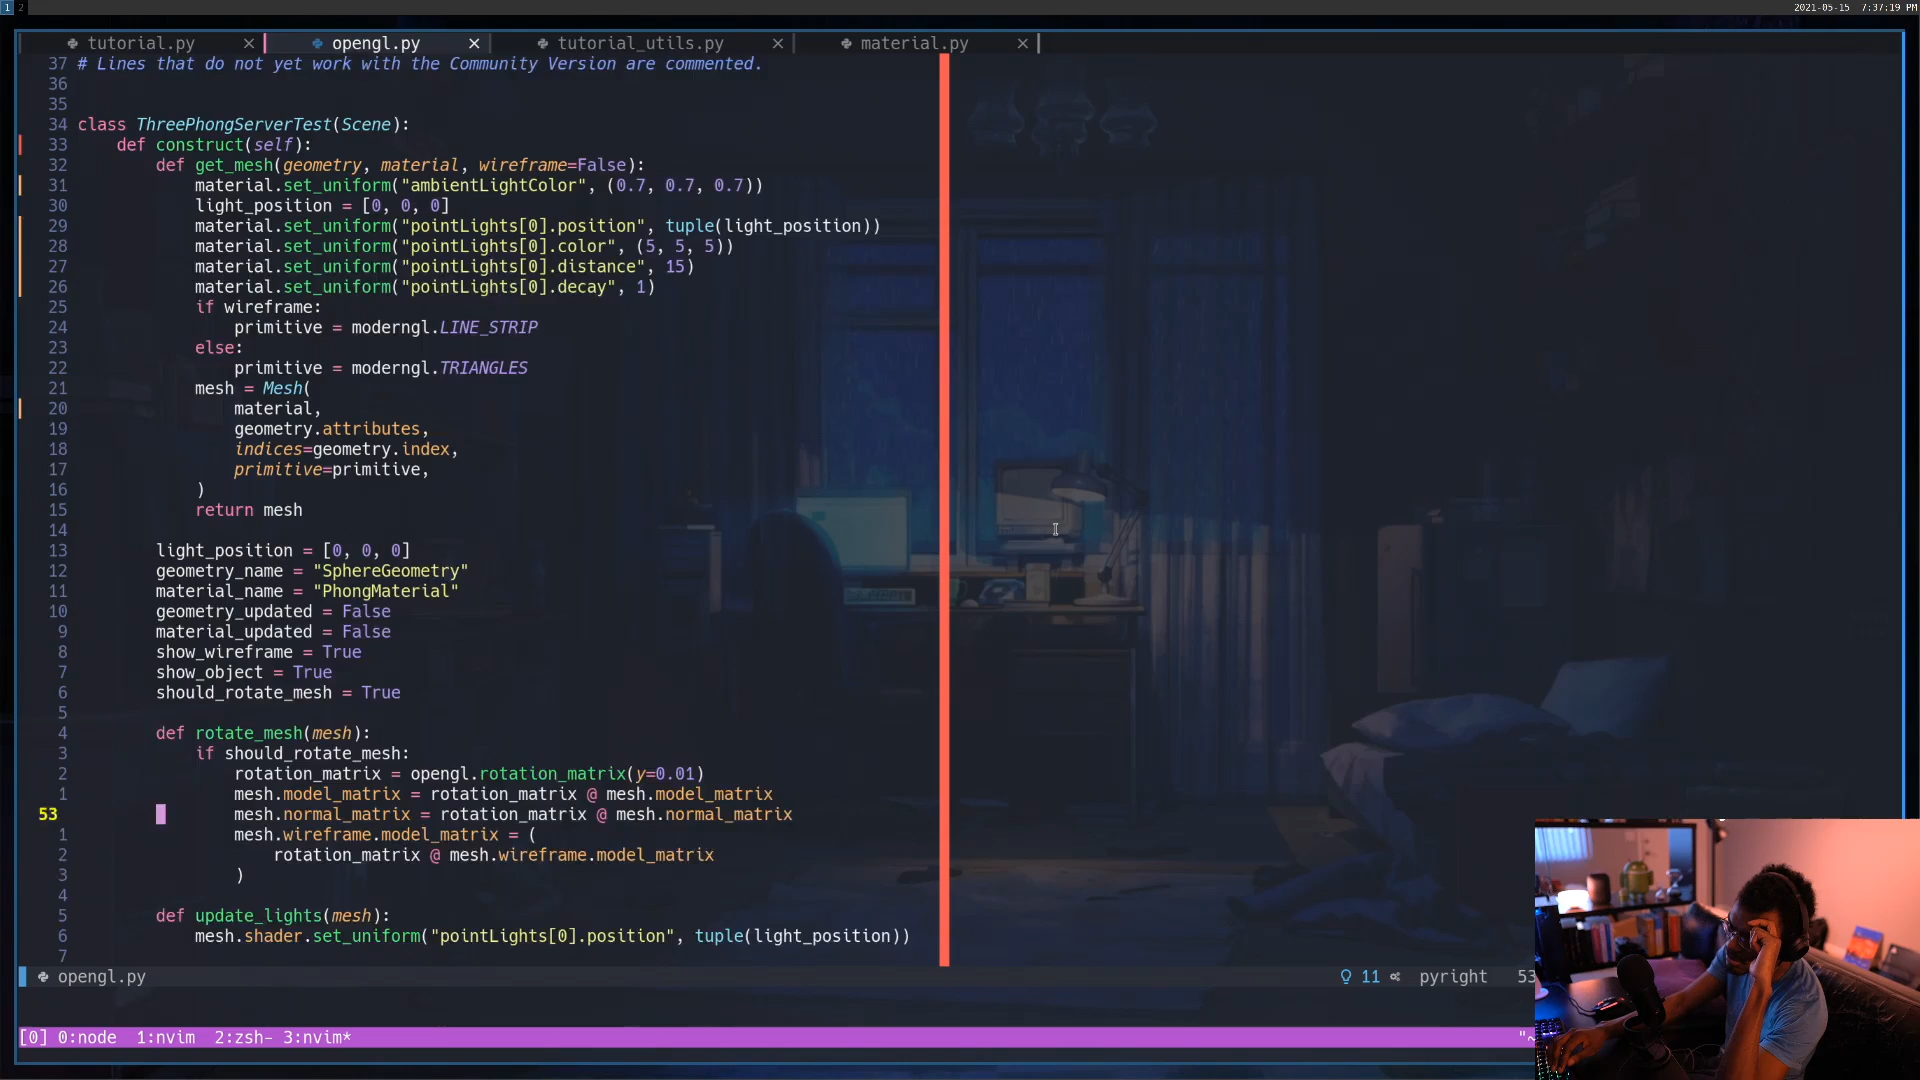 1 2
2021-05-15 7:37:19 PM
tutorial.py × opengl.py × tutorial_utils.py × material.py ×
37 # Lines that do not yet work with the Community Version are commented.
36
35
34 class ThreePhongServerTest(Scene):
33 def construct(self):
32 def get_mesh(geometry, material, wireframe=False):
31 material.set_uniform("ambientLightColor", (0.7, 0.7, 0.7))
30 light_position = [0, 0, 0]
29 material.set_uniform("pointLights[0].position", tuple(light_position))
28 material.set_uniform("pointLights[0].color", (5, 5, 5))
27 material.set_uniform("pointLights[0].distance", 15)
26 material.set_uniform("pointLights[0].decay", 1)
25 if wireframe:
24 primitive = moderngl.LINE_STRIP
23 else:
22 primitive = moderngl.TRIANGLES
21 mesh = Mesh(
20 material,
19 geometry.attributes,
18 indices=geometry.index,
17 primitive=primitive,
16 )
15 return mesh
14
13 light_position = [0, 0, 0]
12 geometry_name = "SphereGeometry"
11 material_name = "PhongMaterial"
10 geometry_updated = False
9 material_updated = False
8 show_wireframe = True
7 show_object = True
6 should_rotate_mesh = True
5
4 def rotate_mesh(mesh):
3 if should_rotate_mesh:
2 rotation_matrix = opengl.rotation_matrix(y=0.01)
1 mesh.model_matrix = rotation_matrix @ mesh.model_matrix
53 mesh.normal_matrix = rotation_matrix @ mesh.normal_matrix
1 mesh.wireframe.model_matrix = (
2 rotation_matrix @ mesh.wireframe.model_matrix
3 )
4
5 def update_lights(mesh):
6 mesh.shader.set_uniform("pointLights[0].position", tuple(light_position))
7
opengl.py 11 pyright 53
[0] 0:node 1:nvim 2:zsh- 3:nvim* "~